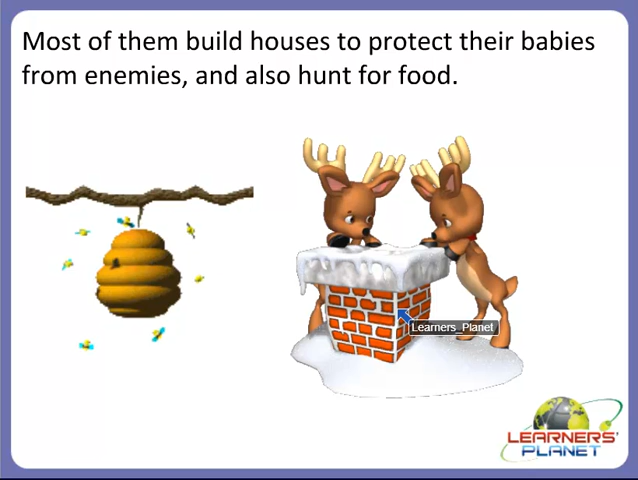 Most of them build houses to protect their babies
from enemies, and also hunt for food.
Learners_Planet
LEARNERS'
PLANET